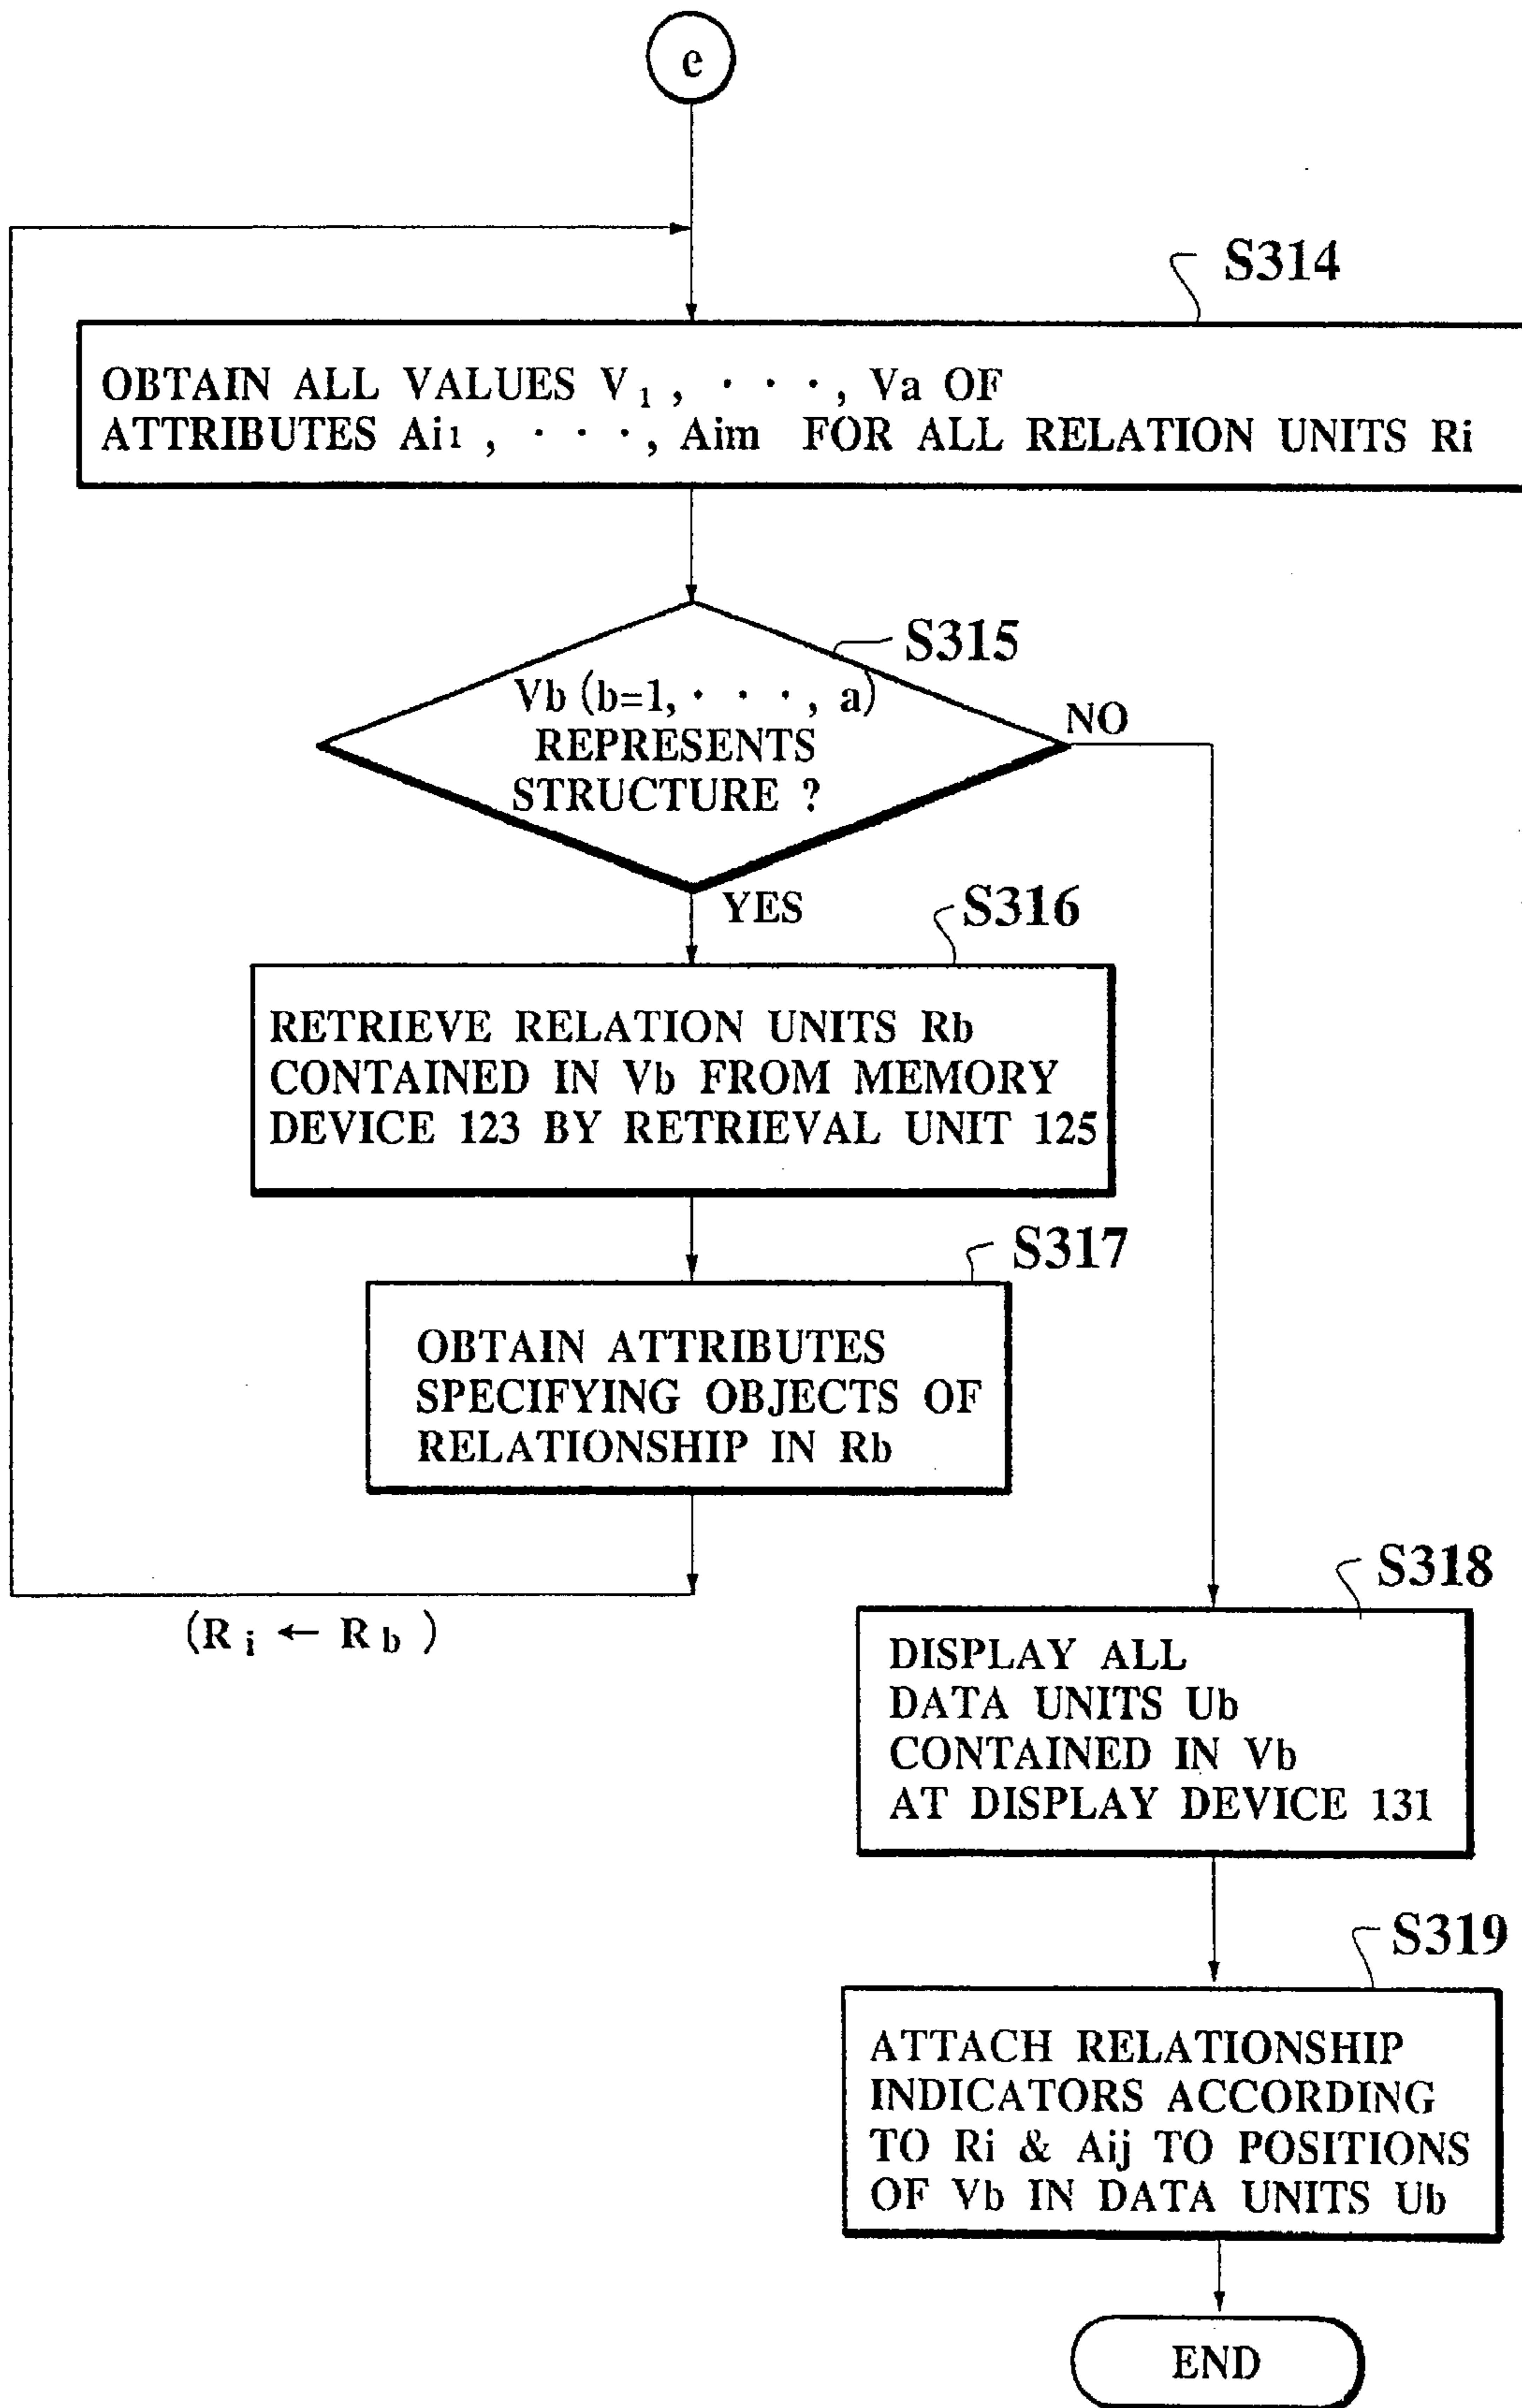 e
S314
OBTAIN ALL VALUES V1 , · · ·, Va OF
ATTRIBUTES Ai1 , · · ·, Aim FOR ALL RELATION UNITS Ri
S315
Vb (b=1, · · ·, a)
REPRESENTS
STRUCTURE ?
NO
YES
S316
RETRIEVE RELATION UNITS Rb
CONTAINED IN Vb FROM MEMORY
DEVICE 123 BY RETRIEVAL UNIT 125
S317
OBTAIN ATTRIBUTES
SPECIFYING OBJECTS OF
RELATIONSHIP IN Rb
(Ri ← Rb)
S318
DISPLAY ALL
DATA UNITS Ub
CONTAINED IN Vb
AT DISPLAY DEVICE 131
S319
ATTACH RELATIONSHIP
INDICATORS ACCORDING
TO Ri & Aij TO POSITIONS
OF Vb IN DATA UNITS Ub
END